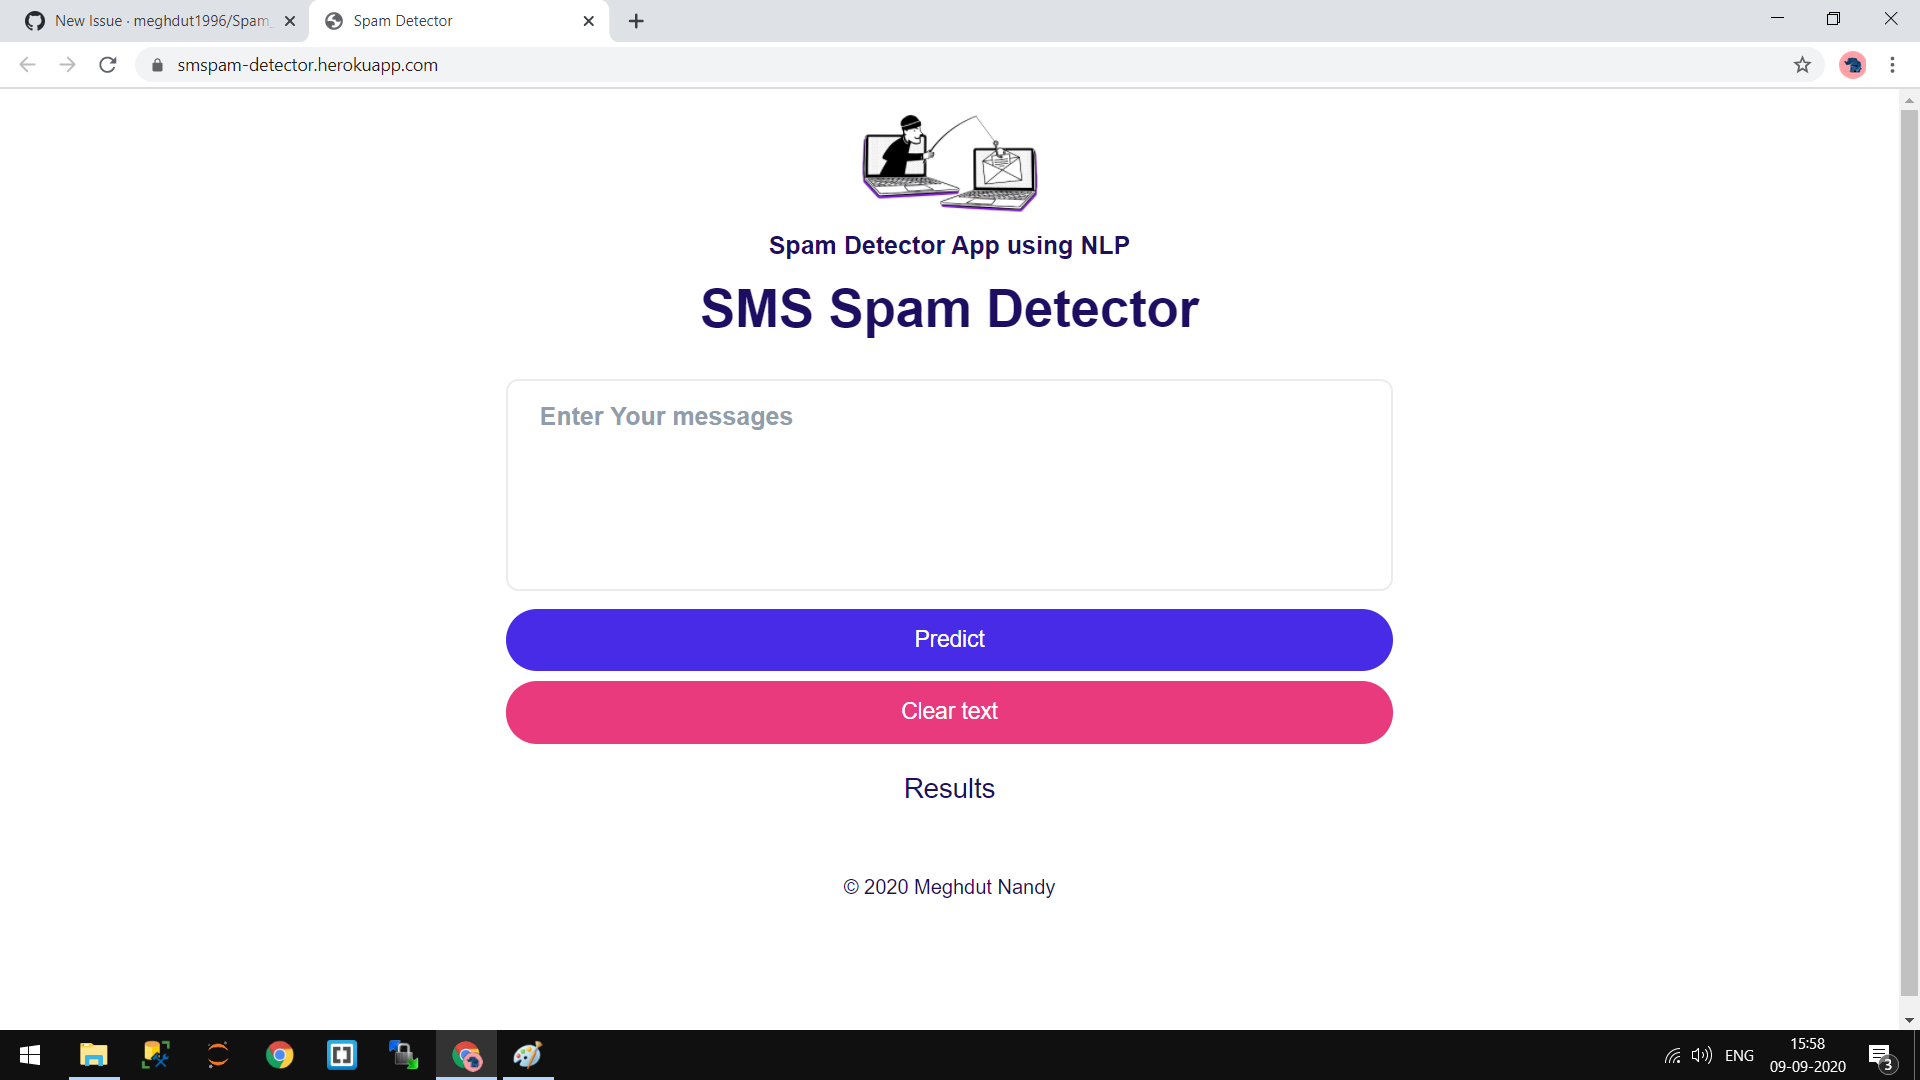 New Issue · meghdut1996/Spam_
Spam Detector
smspam-detector.herokuapp.com
Spam Detector App using NLP
SMS Spam Detector
Enter Your messages
Predict
Clear text
Results
© 2020 Meghdut Nandy
ENG
15:58
09-09-2020
3